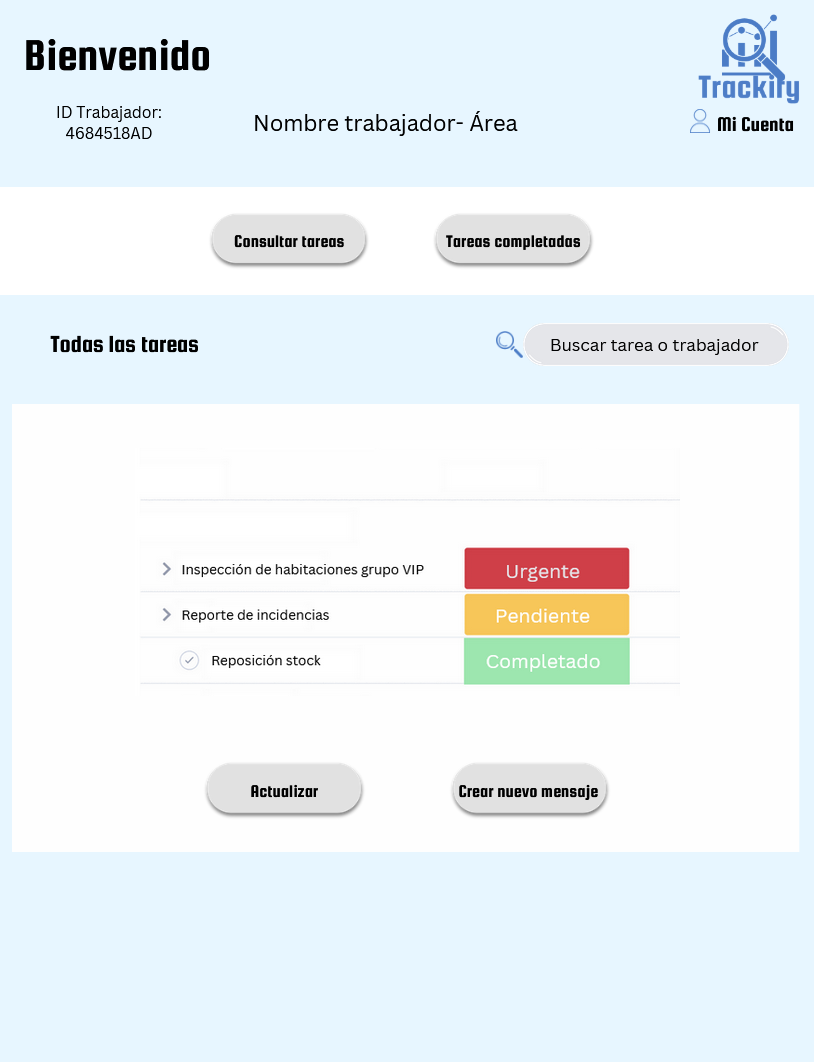 Bienvenido
Trackify
ID Trabajador:
4684518AD
Nombre trabajador- Área
Mi Cuenta
Consultar tareas
Tareas completadas
Todas las tareas
Buscar tarea o trabajador
Inspección de habitaciones grupo VIP
Urgente
Reporte de incidencias
Pendiente
Reposición stock
Completado
Actualizar
Crear nuevo mensaje